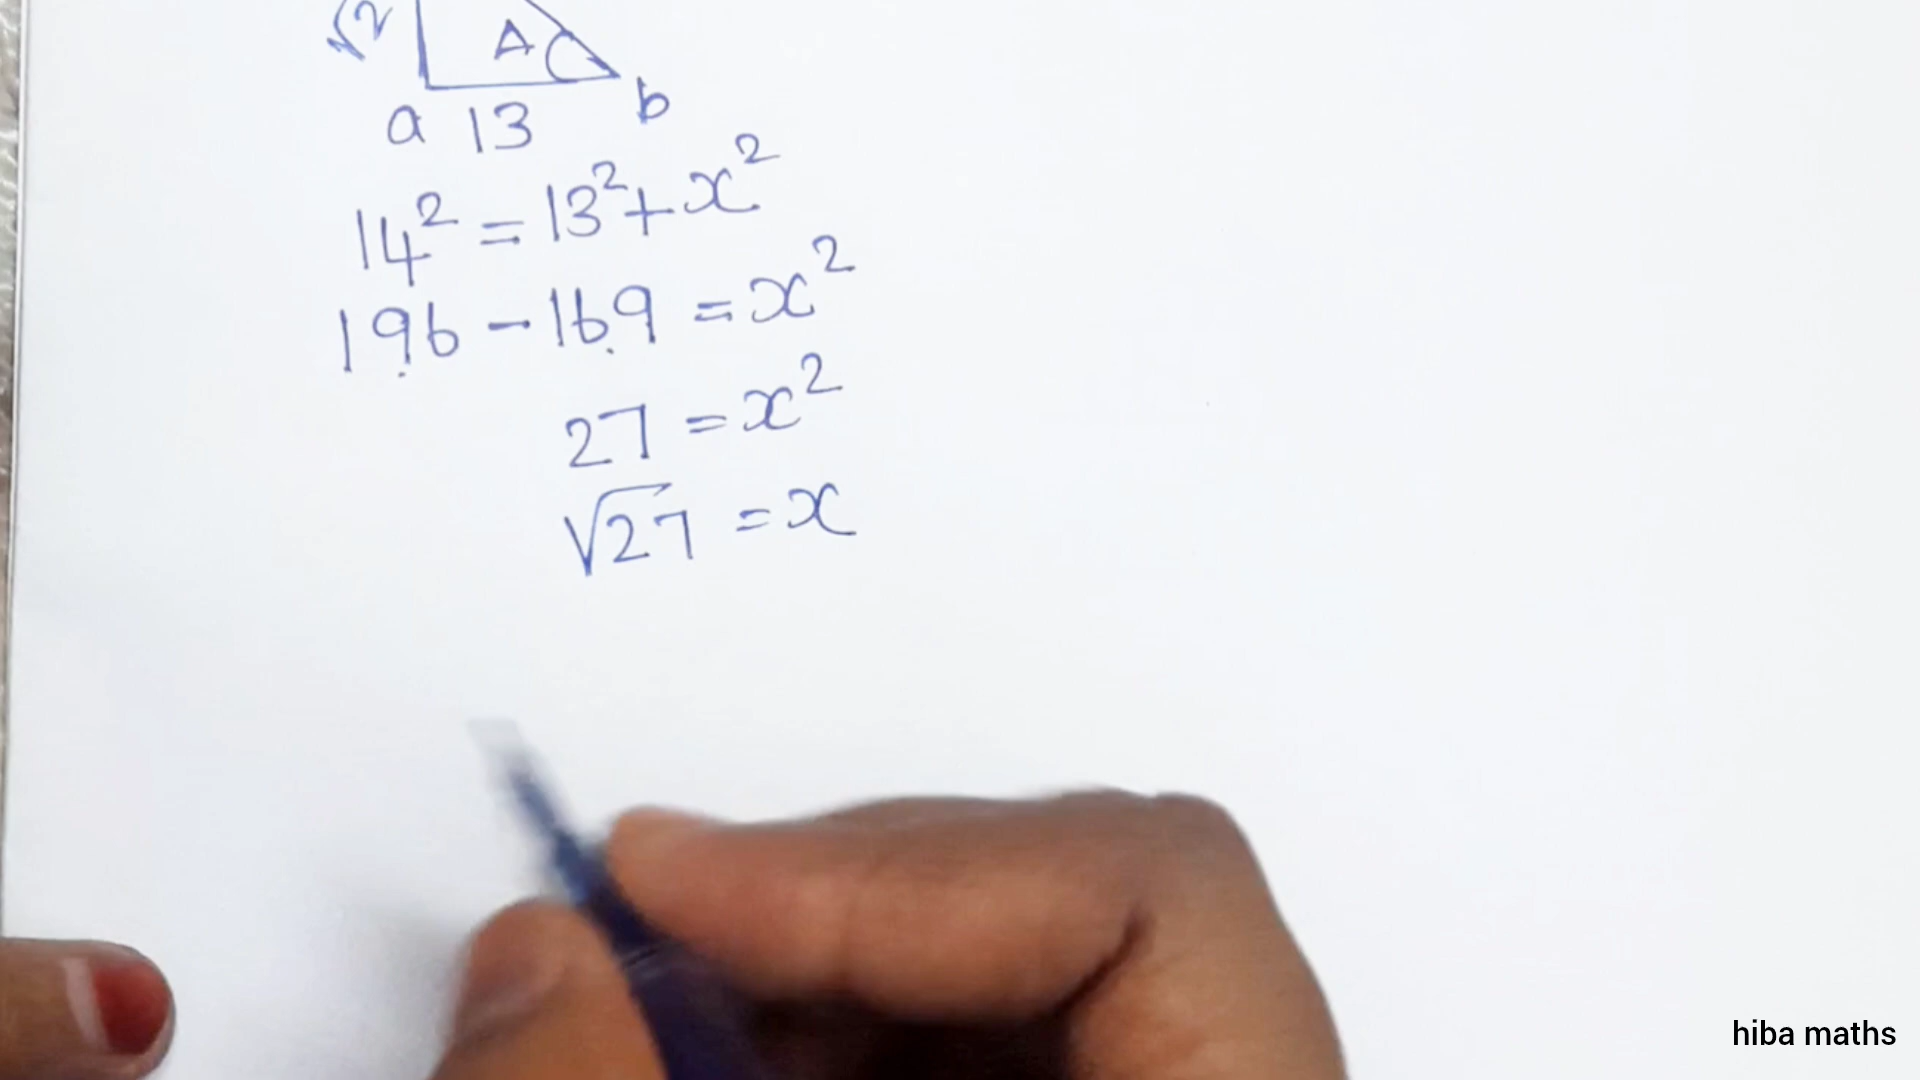 √2
A
a 13 b
14² = 13² + x²
196 - 169 = x²
27 = x²
√27 = x
hiba maths